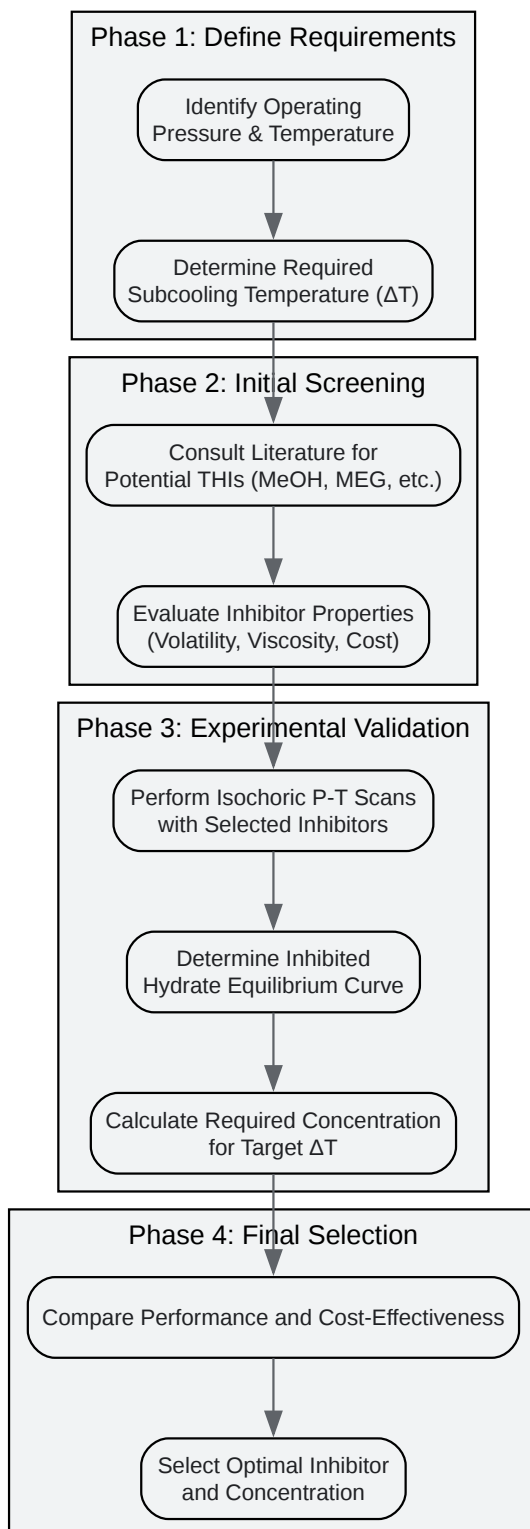 Phase 1: Define Requirements
Identify Operating
Pressure & Temperature
Determine Required
Subcooling Temperature (ΔT)
Phase 2: Initial Screening
Consult Literature for
Potential THIs (MeOH, MEG, etc.)
Evaluate Inhibitor Properties
(Volatility, Viscosity, Cost)
Phase 3: Experimental Validation
Perform Isochoric P-T Scans
with Selected Inhibitors
Determine Inhibited
Hydrate Equilibrium Curve
Calculate Required Concentration
for Target ΔT
Phase 4: Final Selection
Compare Performance and Cost-Effectiveness
Select Optimal Inhibitor
and Concentration